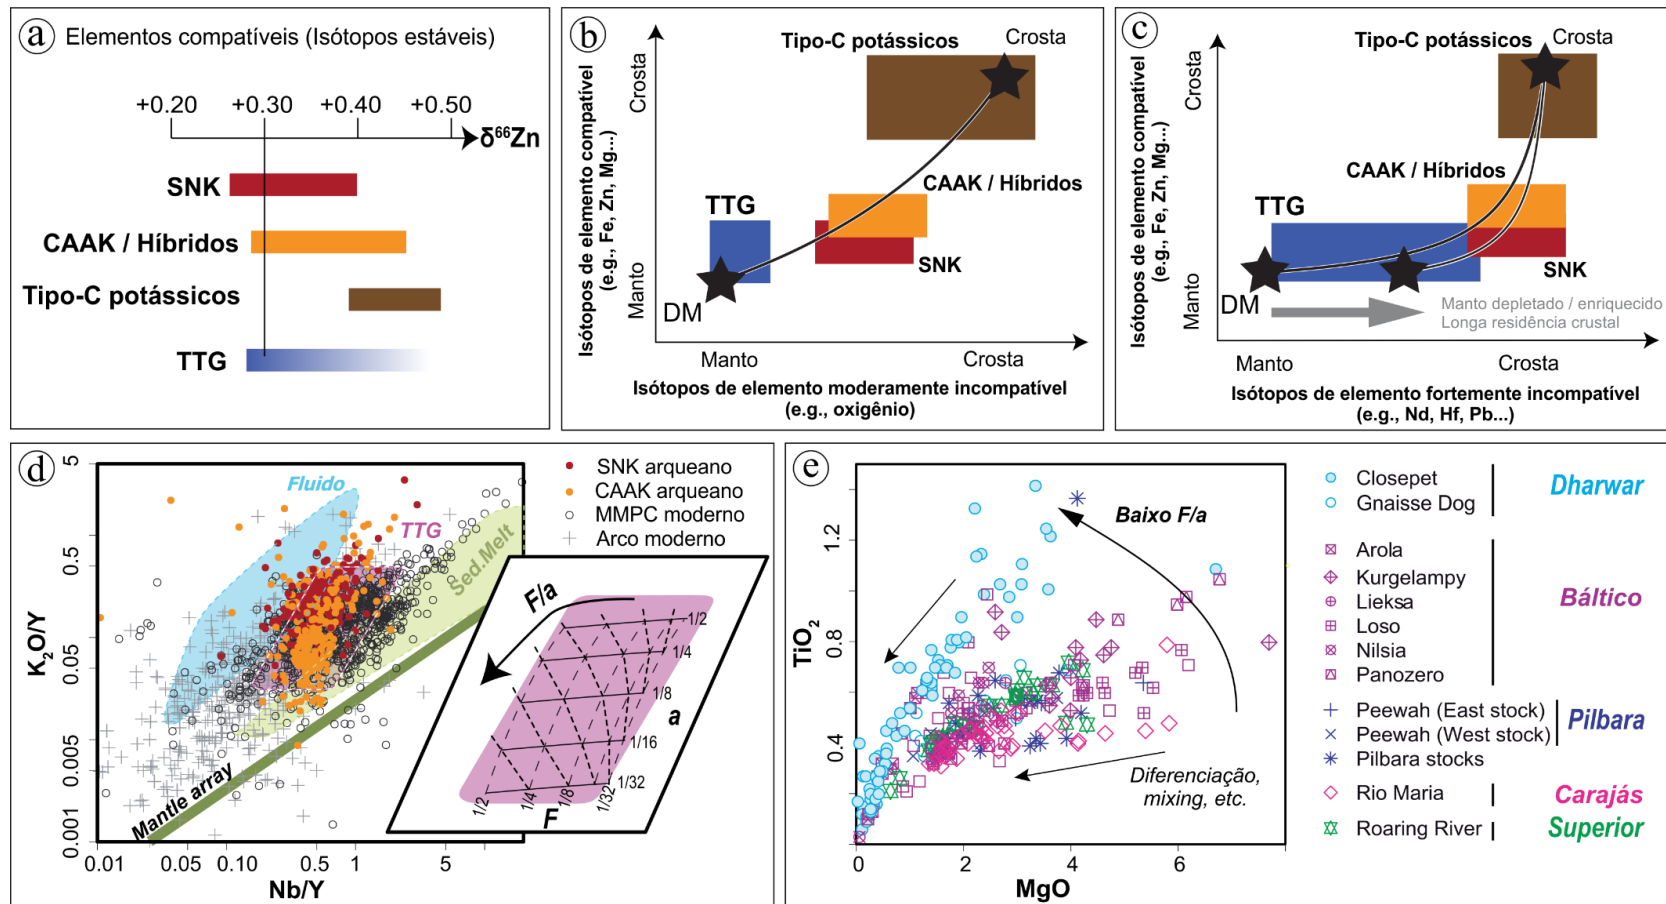 a Elementos compatíveis (Isótopos estáveis)
+0.20 +0.30 +0.40 +0.50
δ⁶⁶Zn
SNK
CAAK / Híbridos
Tipo-C potássicos
TTG
b
Tipo-C potássicos
Crosta
CAAK / Híbridos
TTG
SNK
DM
Isótopos de elemento compatível
(e.g., Fe, Zn, Mg...)
Manto
Crosta
Manto
Crosta
Isótopos de elemento moderamente incompatível
(e.g., oxigênio)
c
Tipo-C potássicos
Crosta
CAAK / Híbridos
TTG
SNK
DM
Manto depletado / enriquecido
Longa residência crustal
Isótopos de elemento compatível
(e.g., Fe, Zn, Mg...)
Manto
Crosta
Manto
Crosta
Isótopos de elemento fortemente incompatível
(e.g., Nd, Hf, Pb...)
d
5
0.5
0.05
0.005
0.001
K₂O/Y
Fluido
TTG
Sed.Melt
Mantle array
0.01 0.05 0.10 0.5 1 5
Nb/Y
SNK arqueano
CAAK arqueano
MMPC moderno
Arco moderno
F/a
1/2
1/4
1/8
a
1/16
1/32
1/2 1/4 1/8 1/32
F
e
TiO₂
1.2
0.8
0.4
Baixo F/a
Diferenciação,
mixing, etc.
0 2 4 6
MgO
Closepet
Gnaisse Dog
Dharwar
Arola
Kurgelampy
Lieksa
Loso
Nilsia
Panozero
Báltico
Peewah (East stock)
Peewah (West stock)
Pilbara stocks
Pilbara
Rio Maria
Carajás
Roaring River
Superior